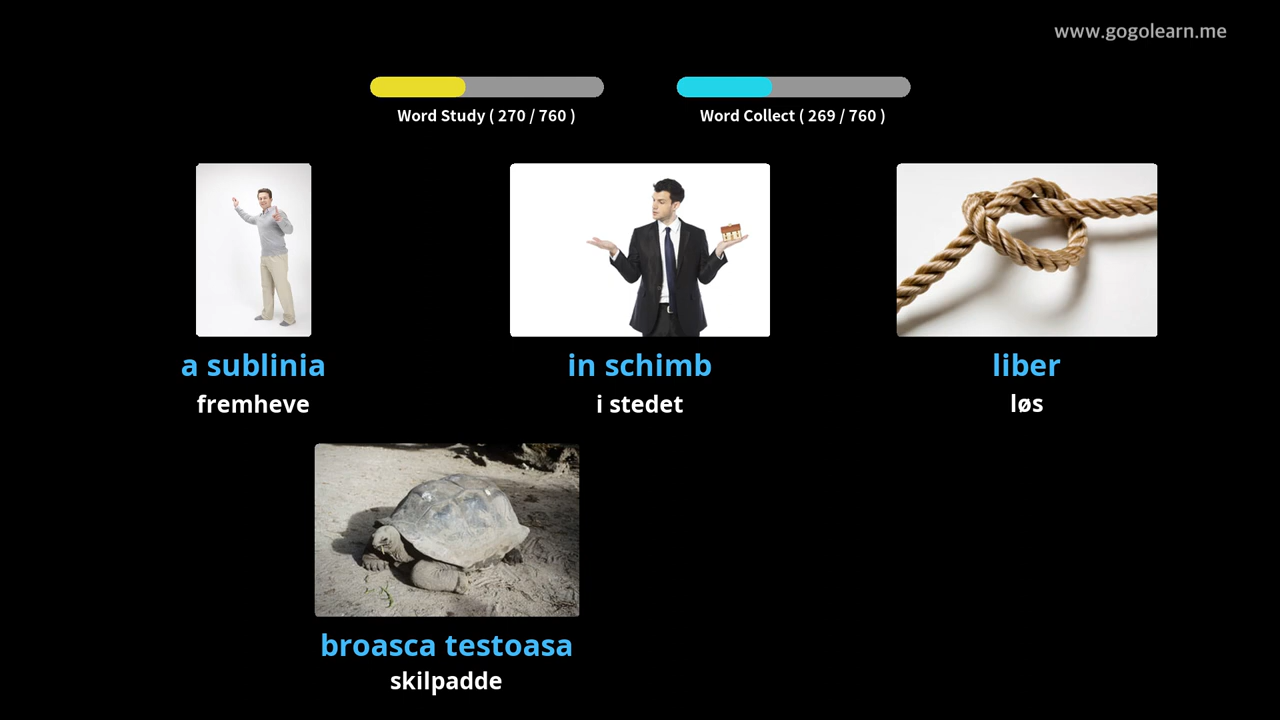 www.gogolearn.me
Word Study ( 270 / 760 )
Word Collect ( 269 / 760 )
a sublinia
fremheve
in schimb
i stedet
liber
løs
broasca testoasa
skilpadde